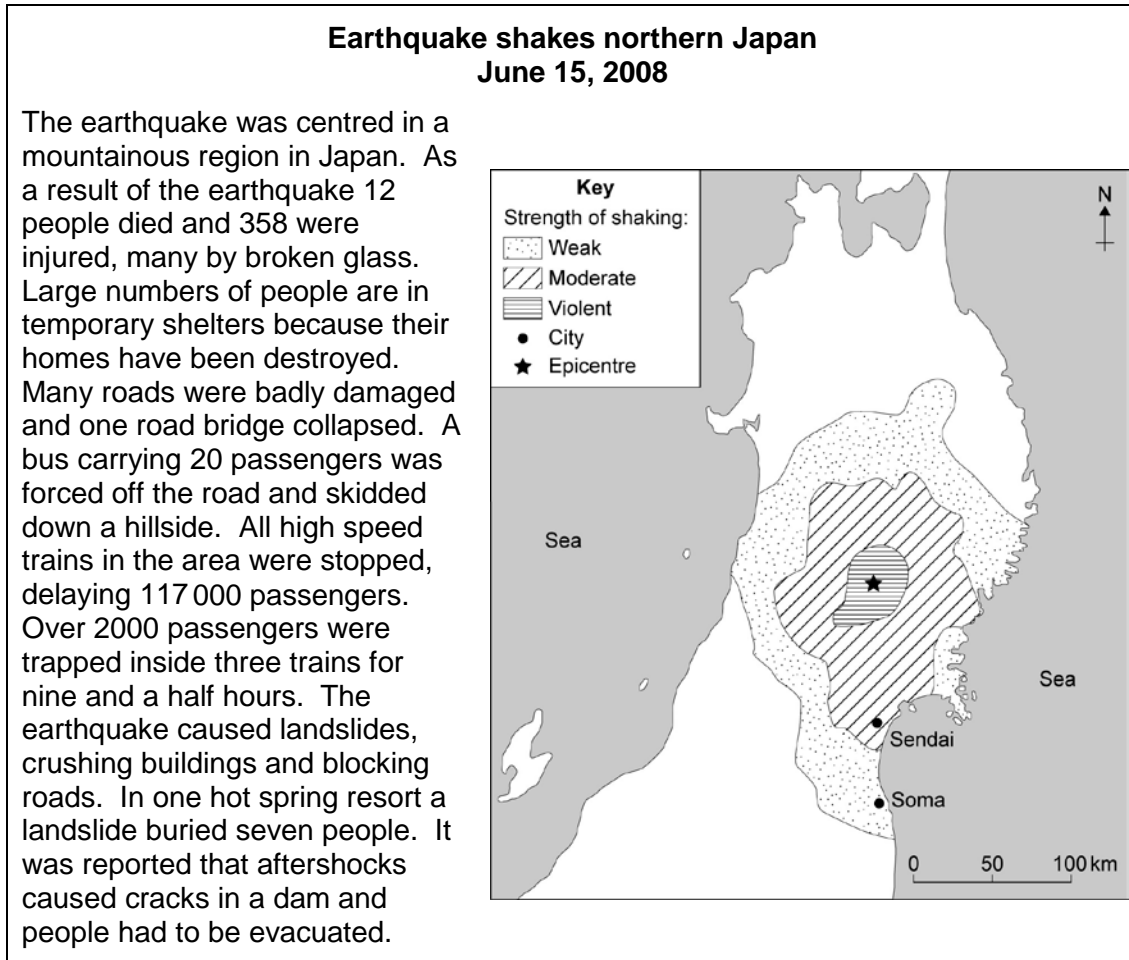 Earthquake shakes northern Japan
June 15, 2008
The earthquake was centred in a
mountainous region in Japan. As
a result of the earthquake 12
people died and 358 were
injured, many by broken glass.
Large numbers of people are in
temporary shelters because their
homes have been destroyed.
Many roads were badly damaged
and one road bridge collapsed. A
bus carrying 20 passengers was
forced off the road and skidded
down a hillside. All high speed
trains in the area were stopped,
delaying 117 000 passengers.
Over 2000 passengers were
trapped inside three trains for
nine and a half hours. The
earthquake caused landslides,
crushing buildings and blocking
roads. In one hot spring resort a
landslide buried seven people. It
was reported that aftershocks
caused cracks in a dam and
people had to be evacuated.
Key
Strength of shaking:
Weak
Moderate
Violent
City
Epicentre
N
Sea
Sea
Sendai
Soma
0 50 100 km